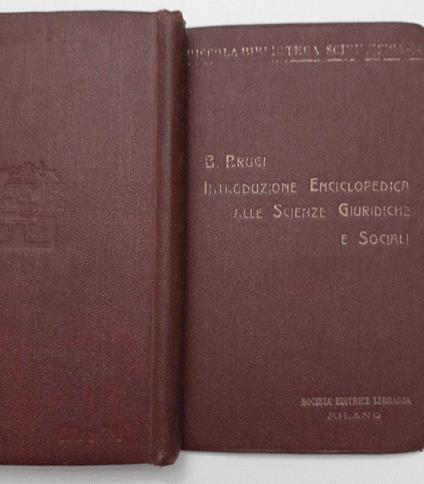 PICCOLA BIBLIOTECA SCIENTIFICA
B. BRUGI
INTRODUZIONE ENCICLOPEDICA
ALLE SCIENZE GIURIDICHE
E SOCIALI
SOCIETÀ EDITRICE LIBRARIA
MILANO